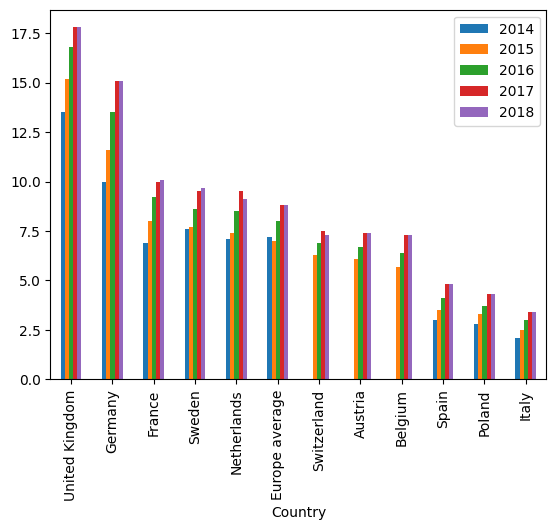 17.5
15.0
12.5
10.0
7.5
5.0
2.5
0.0
2014
2015
2016
2017
2018
United Kingdom
Germany
France
Sweden
Netherlands
Europe average
Switzerland
Austria
Belgium
Spain
Poland
Italy
Country